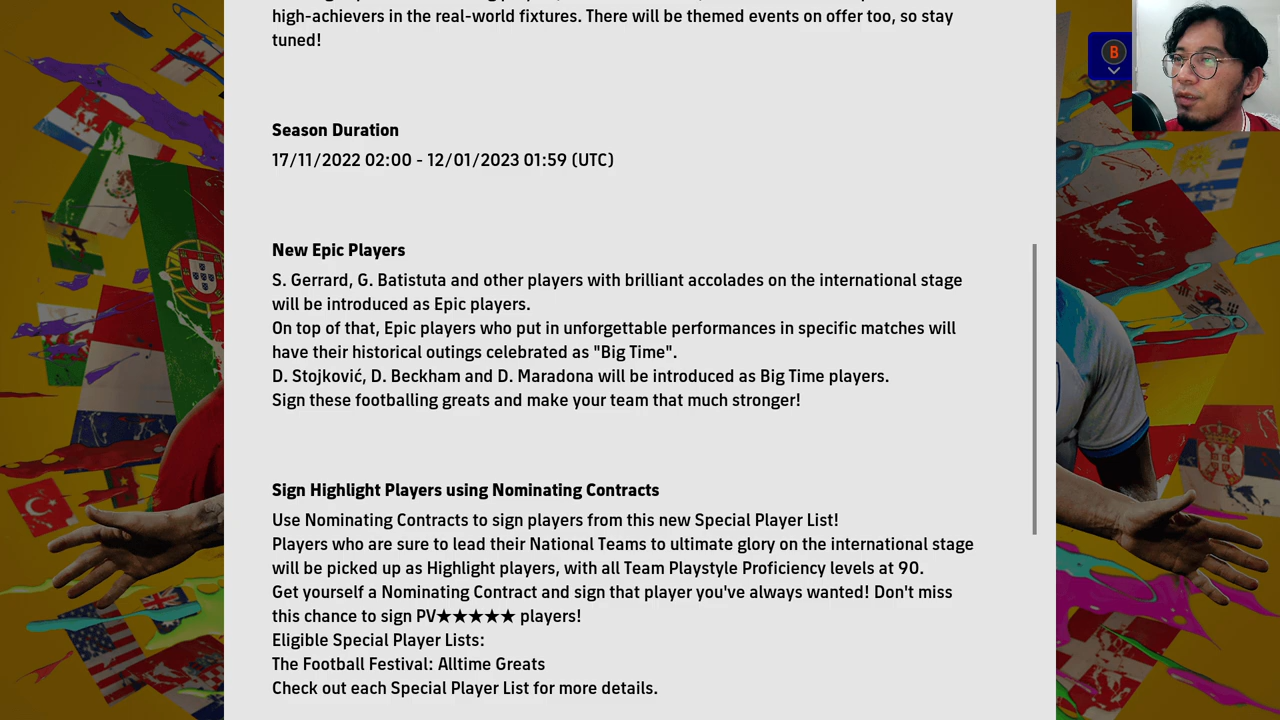 high-achievers in the real-world fixtures. There will be themed events on offer too, so stay
tuned!
B
Season Duration
17/11/2022 02:00 - 12/01/2023 01:59 (UTC)
New Epic Players
S. Gerrard, G. Batistuta and other players with brilliant accolades on the international stage
will be introduced as Epic players.
On top of that, Epic players who put in unforgettable performances in specific matches will
have their historical outings celebrated as "Big Time".
D. Stojković, D. Beckham and D. Maradona will be introduced as Big Time players.
Sign these footballing greats and make your team that much stronger!
Sign Highlight Players using Nominating Contracts
Use Nominating Contracts to sign players from this new Special Player List!
Players who are sure to lead their National Teams to ultimate glory on the international stage
will be picked up as Highlight players, with all Team Playstyle Proficiency levels at 90.
Get yourself a Nominating Contract and sign that player you've always wanted! Don't miss
this chance to sign PV★★★★★ players!
Eligible Special Player Lists:
The Football Festival: Alltime Greats
Check out each Special Player List for more details.